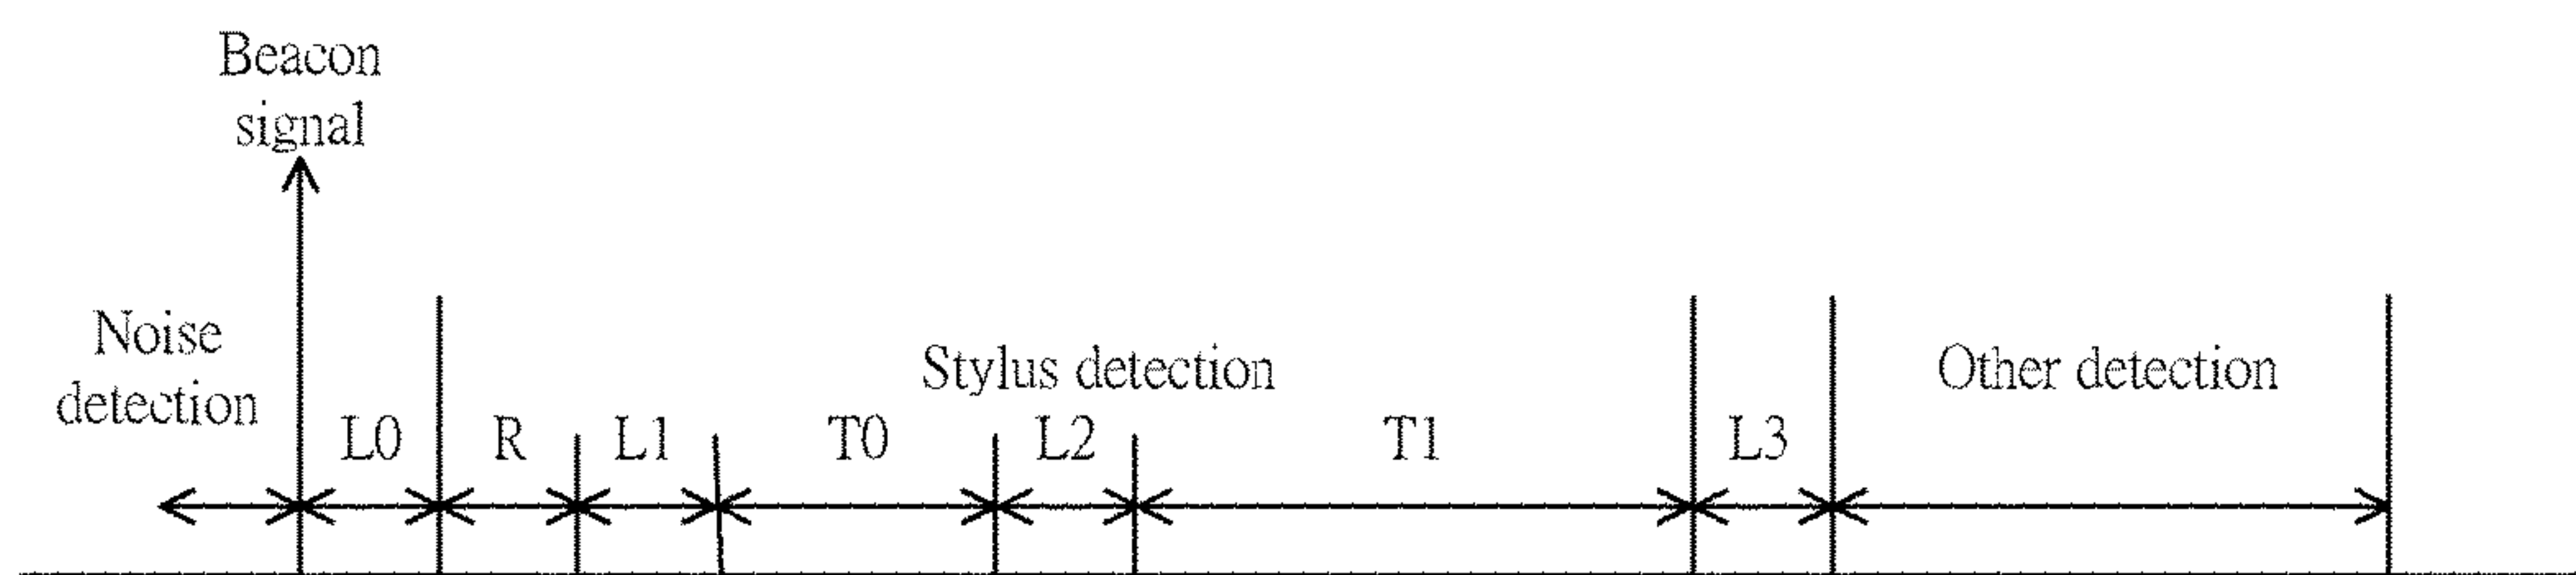 Beacon
signal
Noise
detection
Stylus detection
Other detection
L0 R L1 T0 L2 T1 L3